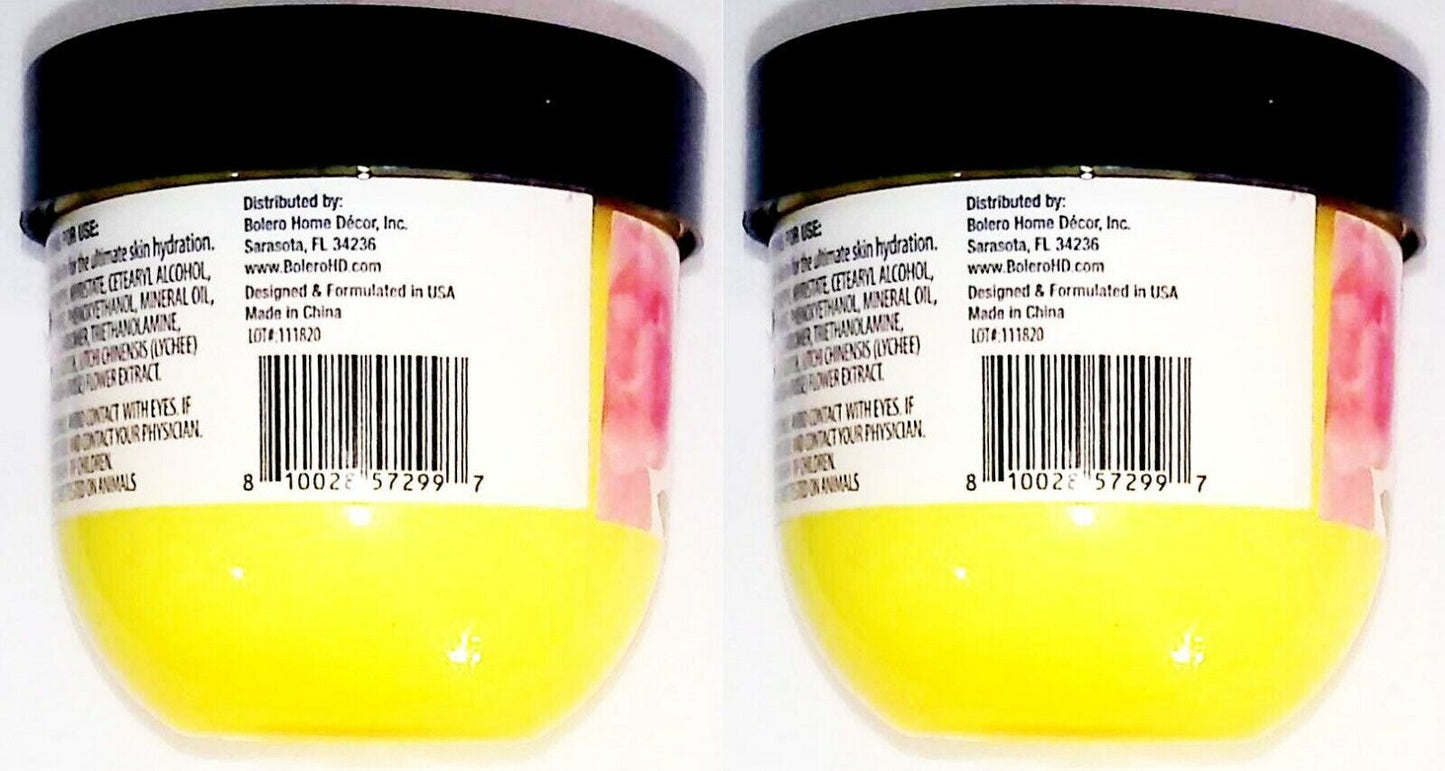 FOR USE:
for the ultimate skin hydration.
MYRISTATE, CETEARYL ALCOHOL,
PHENOXYETHANOL, MINERAL OIL,
TRIETHANOLAMINE,
LITCHI CHINENSIS (LYCHEE)
FLOWER EXTRACT.
AVOID CONTACT WITH EYES. IF
AND CONTACT YOUR PHYSICIAN.
CHILDREN.
ON ANIMALS
Distributed by:
Bolero Home Décor, Inc.
Sarasota, FL 34236
www.BoleroHD.com
Designed & Formulated in USA
Made in China
LOT#:111820
8 10028 57299 7
FOR USE:
for the ultimate skin hydration.
MYRISTATE, CETEARYL ALCOHOL,
PHENOXYETHANOL, MINERAL OIL,
TRIETHANOLAMINE,
LITCHI CHINENSIS (LYCHEE)
FLOWER EXTRACT.
AVOID CONTACT WITH EYES. IF
AND CONTACT YOUR PHYSICIAN.
CHILDREN.
ON ANIMALS
Distributed by:
Bolero Home Décor, Inc.
Sarasota, FL 34236
www.BoleroHD.com
Designed & Formulated in USA
Made in China
LOT#:111820
8 10028 57299 7